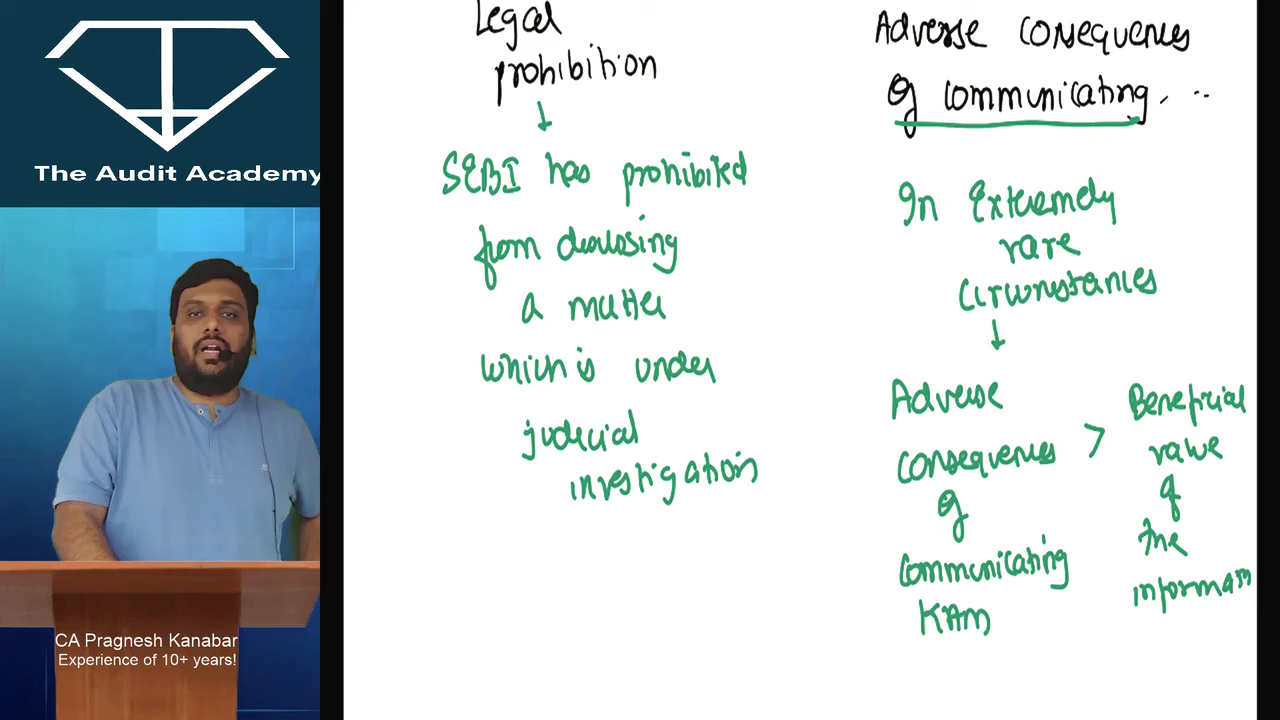 The Audit Academy
CA Pragnesh Kanabar
Experience of 10+ years!
Legal
prohibition
SEBI has prohibited
from disclosing
a matter
which is under
judicial
investigation
Adverse consequences
of communicating...
In Extremely
rare
circumstances
Adverse
consequences
of
communicating
KAM
>
Beneficial
value
of
the
information